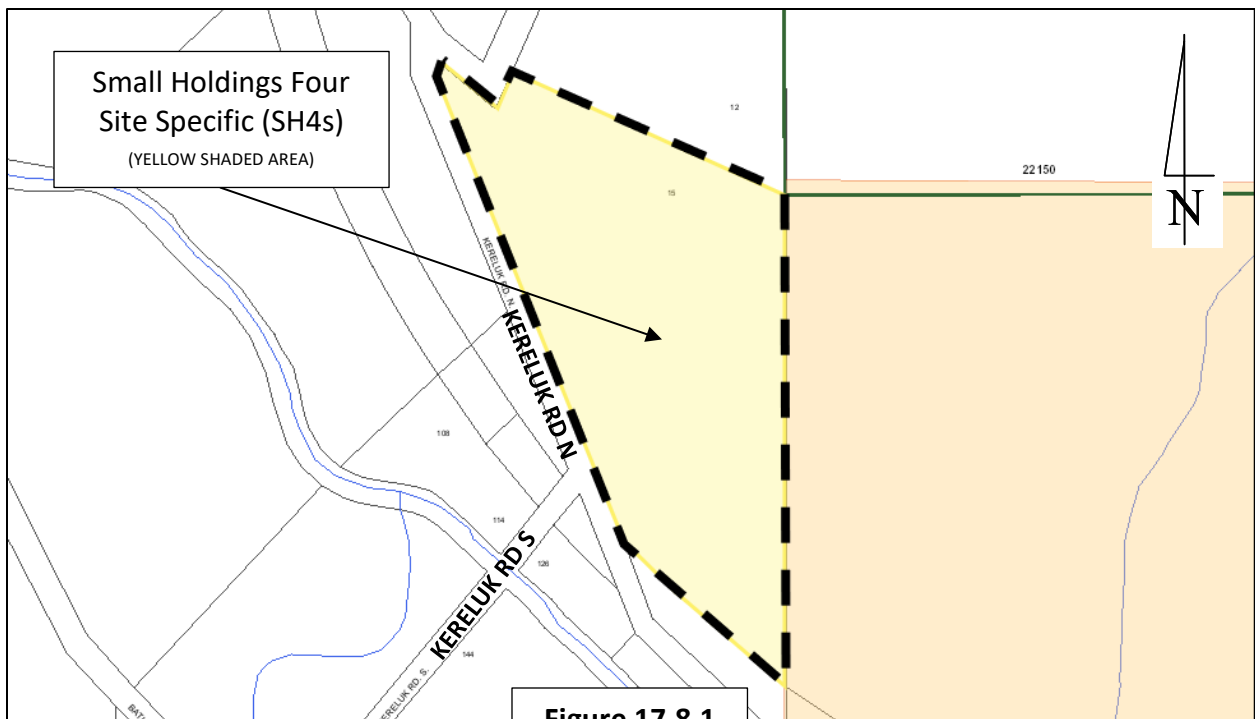 Small Holdings Four
Site Specific (SH4s)
(YELLOW SHADED AREA)
12
22150
N
15
KERELUK RD. N.
KERELUK RD N
108
114
126
KERELUK RD S
144
KERELUK RD. S.
BAT
Figure 17.8.1